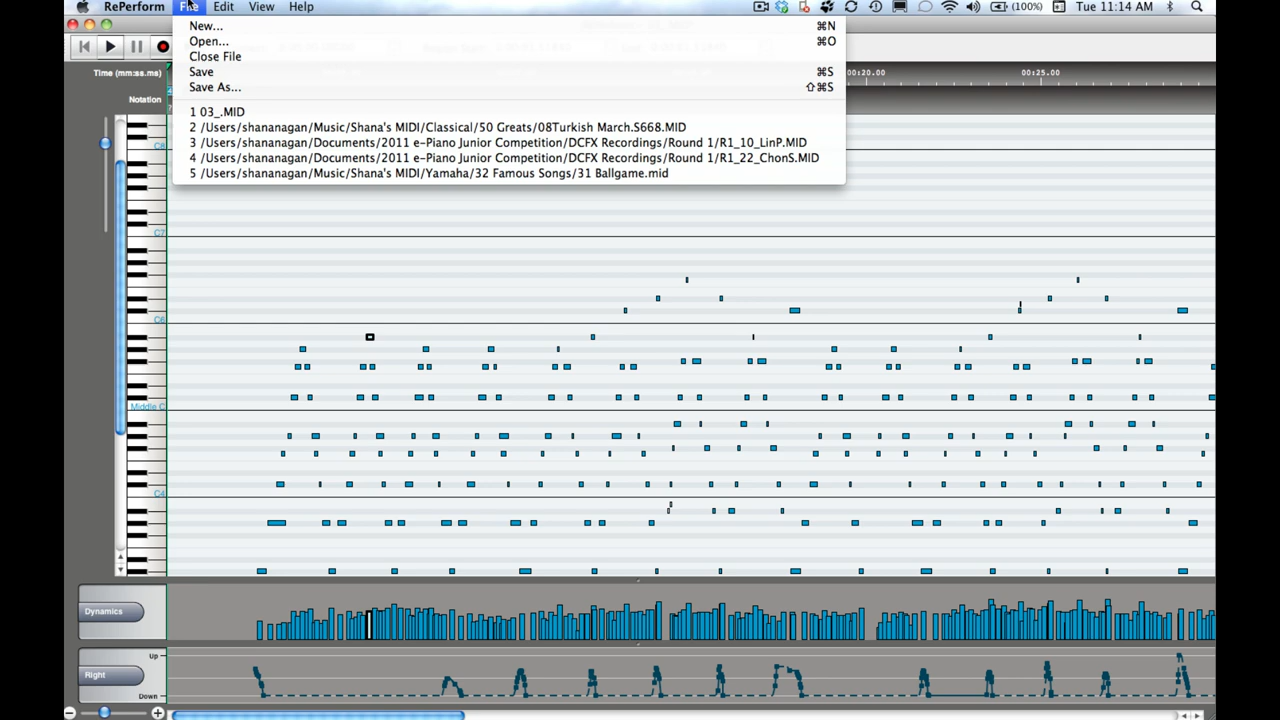 RePerform File Edit View Help (100%) Tue 11:14 AM
New... ⌘N
Open... ⌘O
Close File
Save ⌘S
Save As... ⇧⌘S
1 03_.MID
2 /Users/shananagan/Music/Shana's MIDI/Classical/50 Greats/08Turkish March.S668.MID
3 /Users/shananagan/Documents/2011 e-Piano Junior Competition/DCFX Recordings/Round 1/R1_10_LinP.MID
4 /Users/shananagan/Documents/2011 e-Piano Junior Competition/DCFX Recordings/Round 1/R1_22_ChonS.MID
5 /Users/shananagan/Music/Shana's MIDI/Yamaha/32 Famous Songs/31 Ballgame.mid
Time (mm:ss.ms) 0:20.00 0:25.00
Notation
C8
C7
C6
Middle C
C4
Dynamics
Up
Right
Down